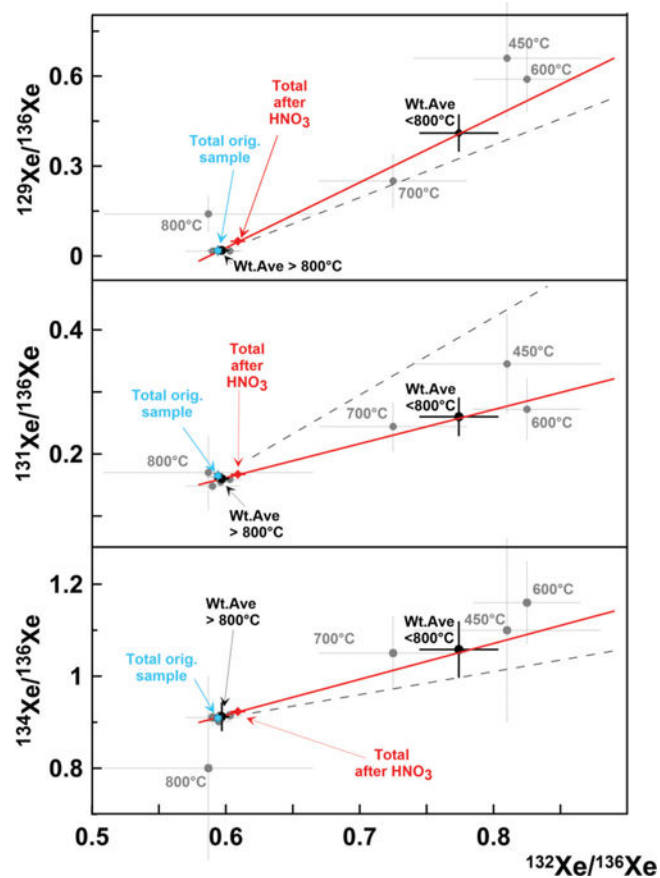 ¹²⁹Xe/¹³⁶Xe
0.6
0.3
0
450°C
600°C
Total
after
HNO₃
Total orig.
sample
Wt.Ave
<800°C
700°C
800°C
Wt.Ave > 800°C
¹³¹Xe/¹³⁶Xe
0.4
0.2
Total
after
HNO₃
450°C
Total orig.
sample
Wt.Ave
<800°C
700°C
600°C
800°C
Wt.Ave
> 800°C
¹³⁴Xe/¹³⁶Xe
1.2
1
0.8
600°C
Wt.Ave
> 800°C
450°C
Wt.Ave
<800°C
700°C
Total orig.
sample
Total
after HNO₃
800°C
0.5
0.6
0.7
0.8
¹³²Xe/¹³⁶Xe